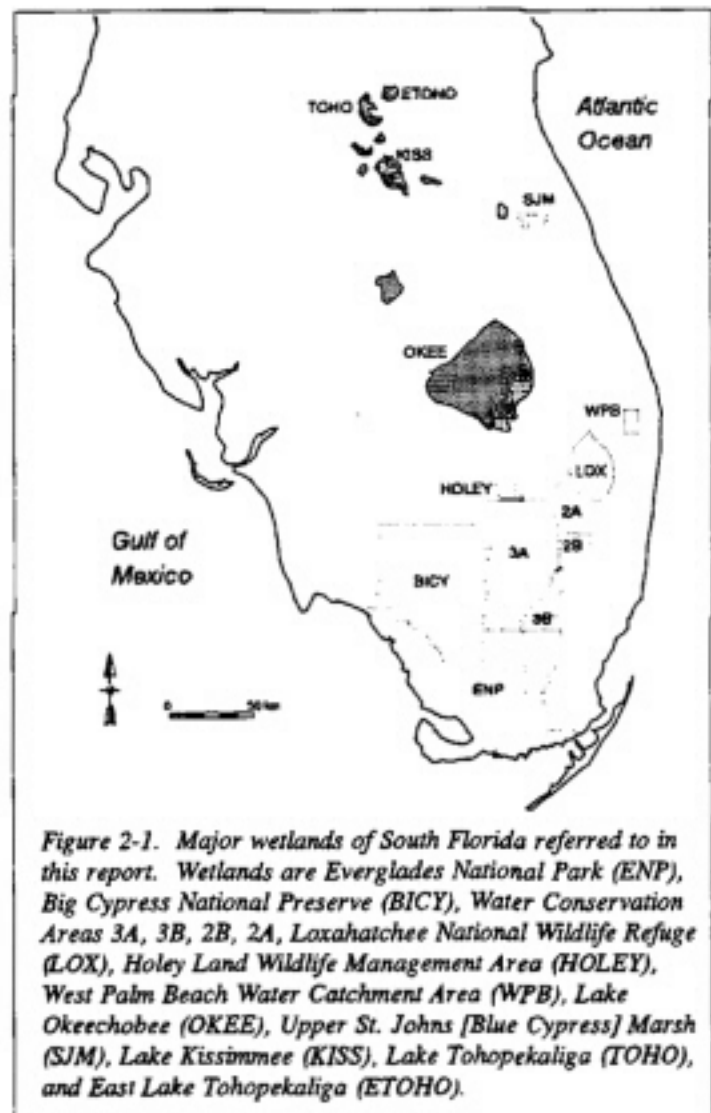 TOHO
ETOHO
Atlantic
Ocean
KISS
SJM
OKEE
WPB
LOX
HOLEY
2A
Gulf of
Mexico
3A
2B
BICY
3B
ENP
0
50 km
Figure 2-1. Major wetlands of South Florida referred to in
this report. Wetlands are Everglades National Park (ENP),
Big Cypress National Preserve (BICY), Water Conservation
Areas 3A, 3B, 2B, 2A, Loxahatchee National Wildlife Refuge
(LOX), Holey Land Wildlife Management Area (HOLEY),
West Palm Beach Water Catchment Area (WPB), Lake
Okeechobee (OKEE), Upper St. Johns [Blue Cypress] Marsh
(SJM), Lake Kissimmee (KISS), Lake Tohopekaliga (TOHO),
and East Lake Tohopekaliga (ETOHO).